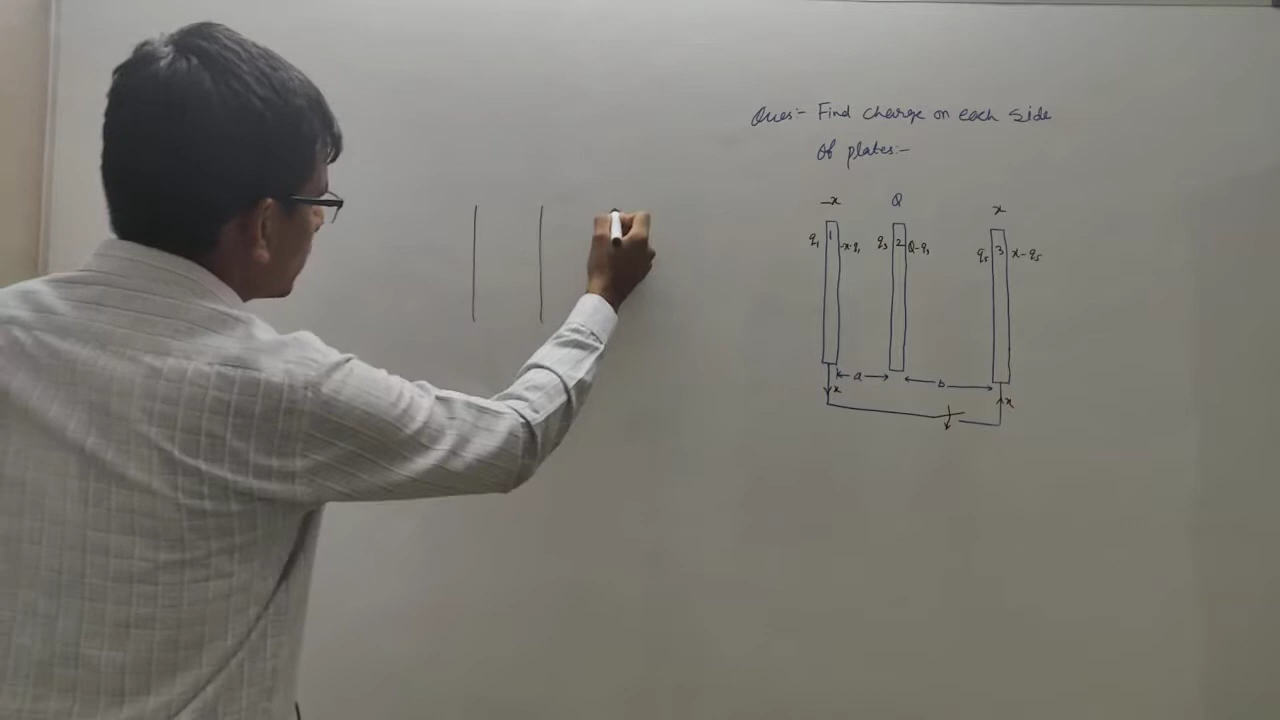 Ques:- Find charge on each side
of plates:-
-x Q x
q₁ 1 -x-q₁ q₃ 2 Q-q₃ q₅ 3 x-q₅
a b
x x